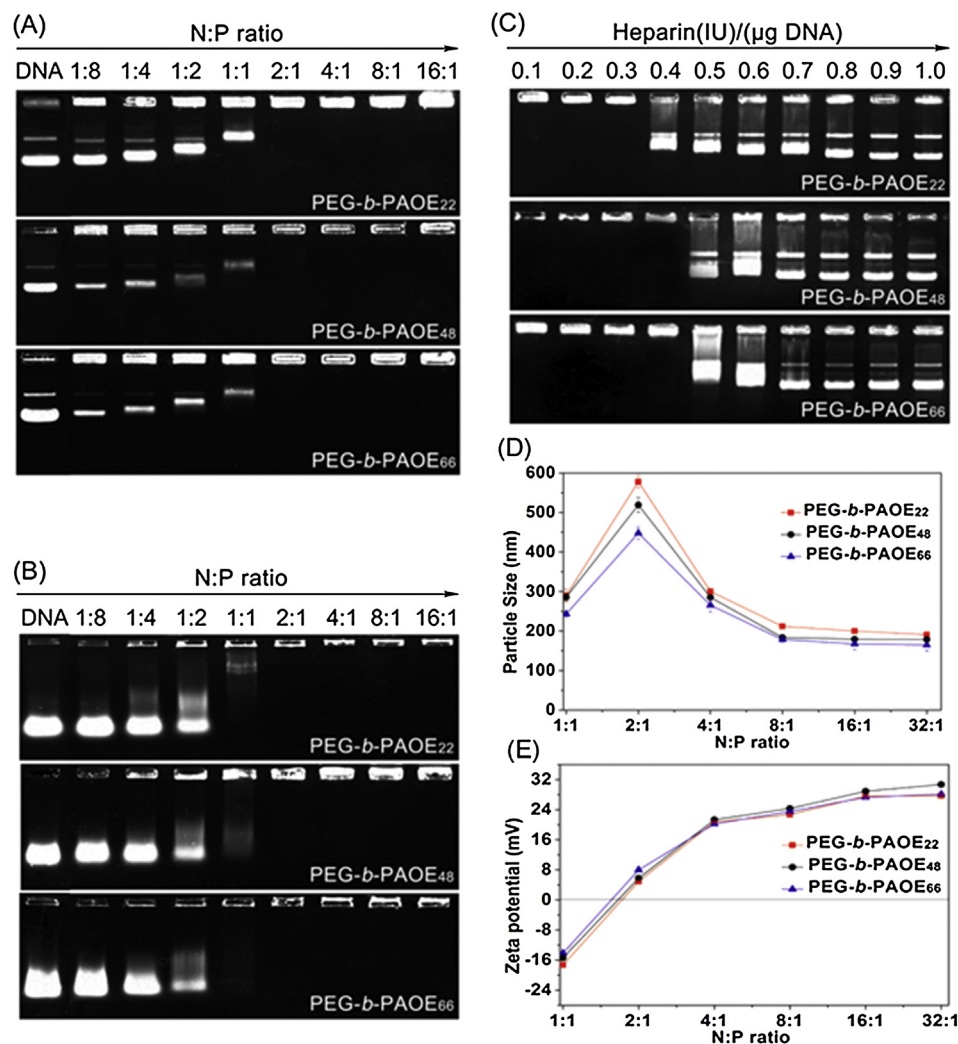 (A)
N:P ratio
DNA 1:8 1:4 1:2 1:1 2:1 4:1 8:1 16:1
PEG-b-PAOE22
PEG-b-PAOE48
PEG-b-PAOE66
(B)
N:P ratio
DNA 1:8 1:4 1:2 1:1 2:1 4:1 8:1 16:1
PEG-b-PAOE22
PEG-b-PAOE48
PEG-b-PAOE66
(C)
Heparin(IU)/(μg DNA)
0.1 0.2 0.3 0.4 0.5 0.6 0.7 0.8 0.9 1.0
PEG-b-PAOE22
PEG-b-PAOE48
PEG-b-PAOE66
(D)
Particle Size (nm)
600
500
400
300
200
100
0
PEG-b-PAOE22
PEG-b-PAOE48
PEG-b-PAOE66
1:1 2:1 4:1 8:1 16:1 32:1
N:P ratio
(E)
Zeta potential (mV)
32
24
16
8
0
-8
-16
-24
PEG-b-PAOE22
PEG-b-PAOE48
PEG-b-PAOE66
1:1 2:1 4:1 8:1 16:1 32:1
N:P ratio